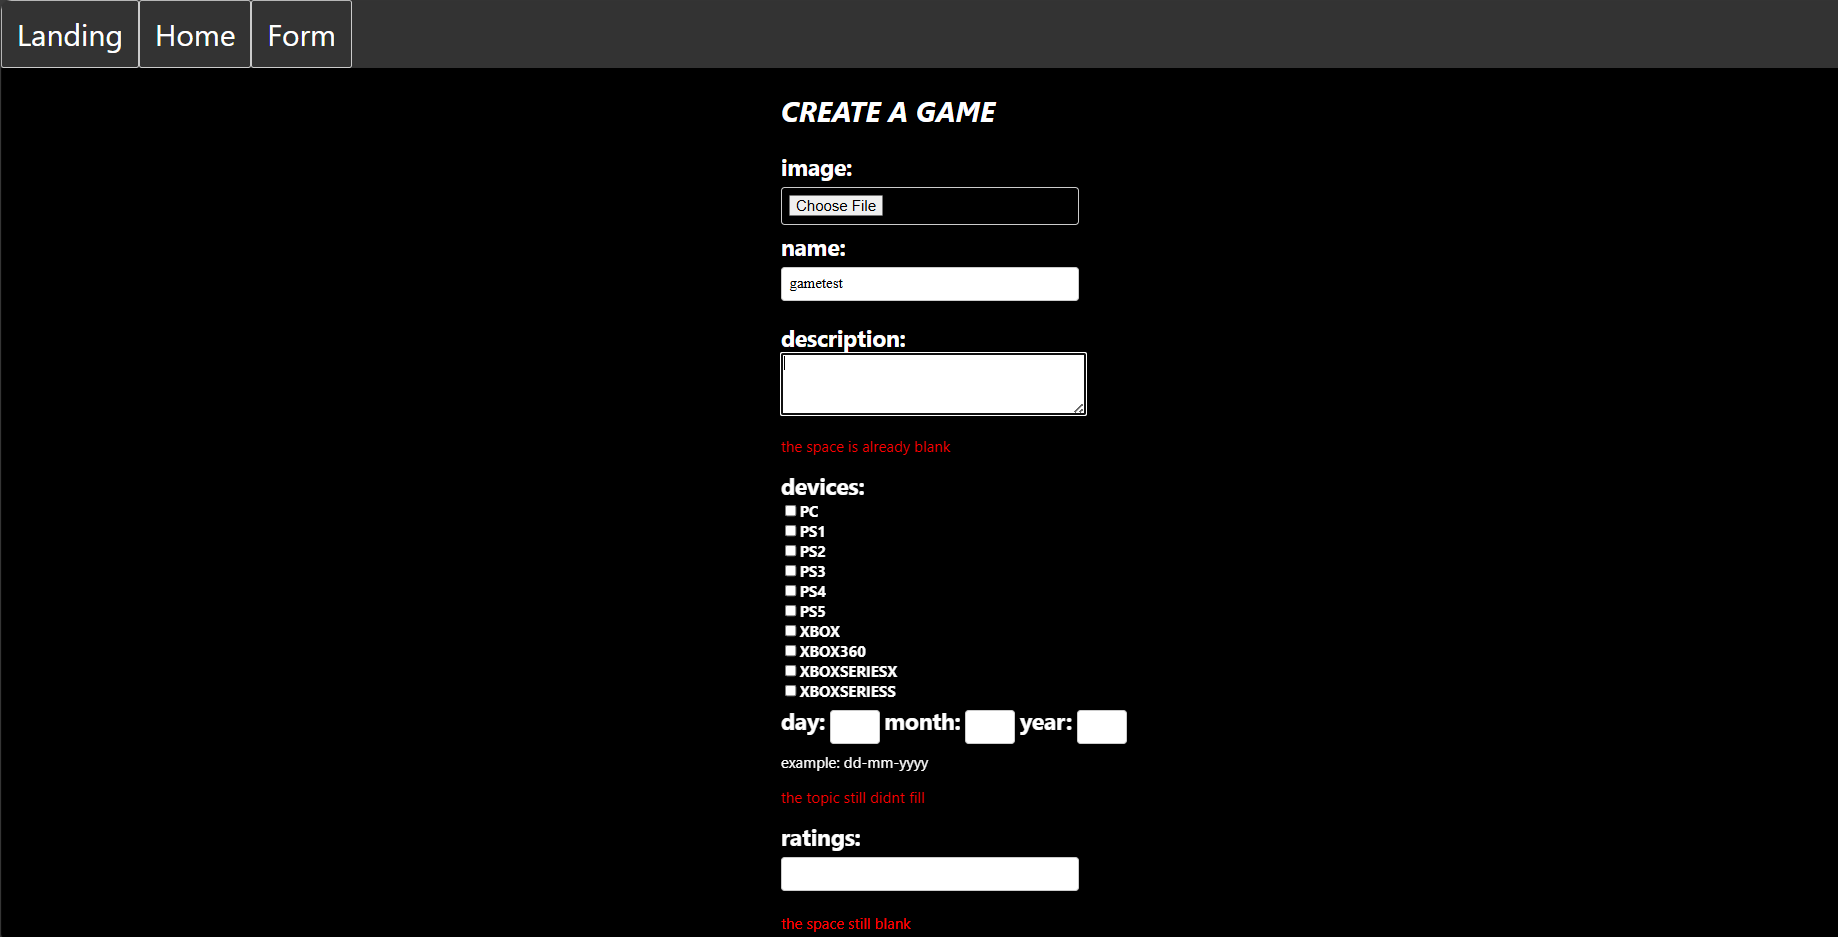 Landing Home Form
CREATE A GAME
image:
Choose File
name:
gametest
description:
the space is already blank
devices:
PC
PS1
PS2
PS3
PS4
PS5
XBOX
XBOX360
XBOXSERIESX
XBOXSERIESS
day: month: year:
example: dd-mm-yyyy
the topic still didnt fill
ratings:
the space still blank